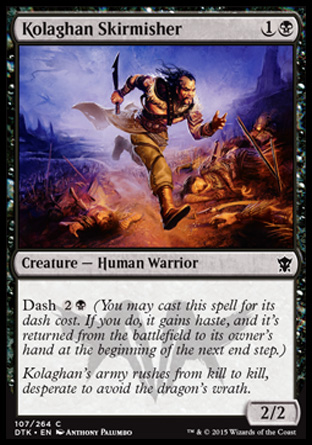 Kolaghan Skirmisher 1
Creature — Human Warrior
Dash 2 (You may cast this spell for its
dash cost. If you do, it gains haste, and it's
returned from the battlefield to its owner's
hand at the beginning of the next end step.)
Kolaghan's army rushes from kill to kill,
desperate to avoid the dragon's wrath.
2/2
107/264 C
DTK • EN Anthony Palumbo ™ & © 2015 Wizards of the Coast